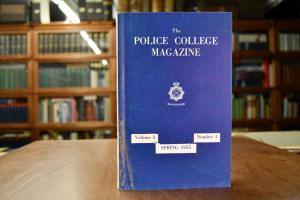 The
POLICE COLLEGE
MAGAZINE
Volume 3
Number 4
SPRING 1955